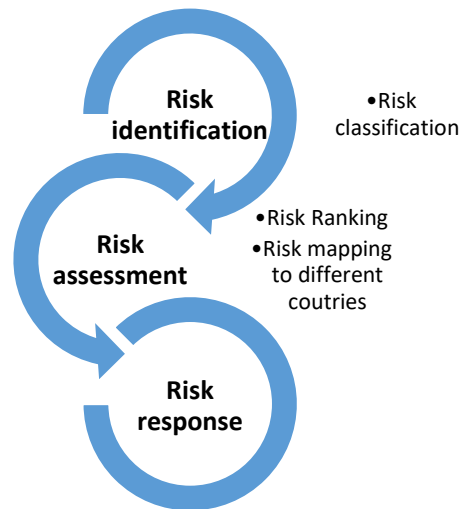 Risk
identification
•Risk
classification
Risk
assessment
•Risk Ranking
•Risk mapping
to different
coutries
Risk
response